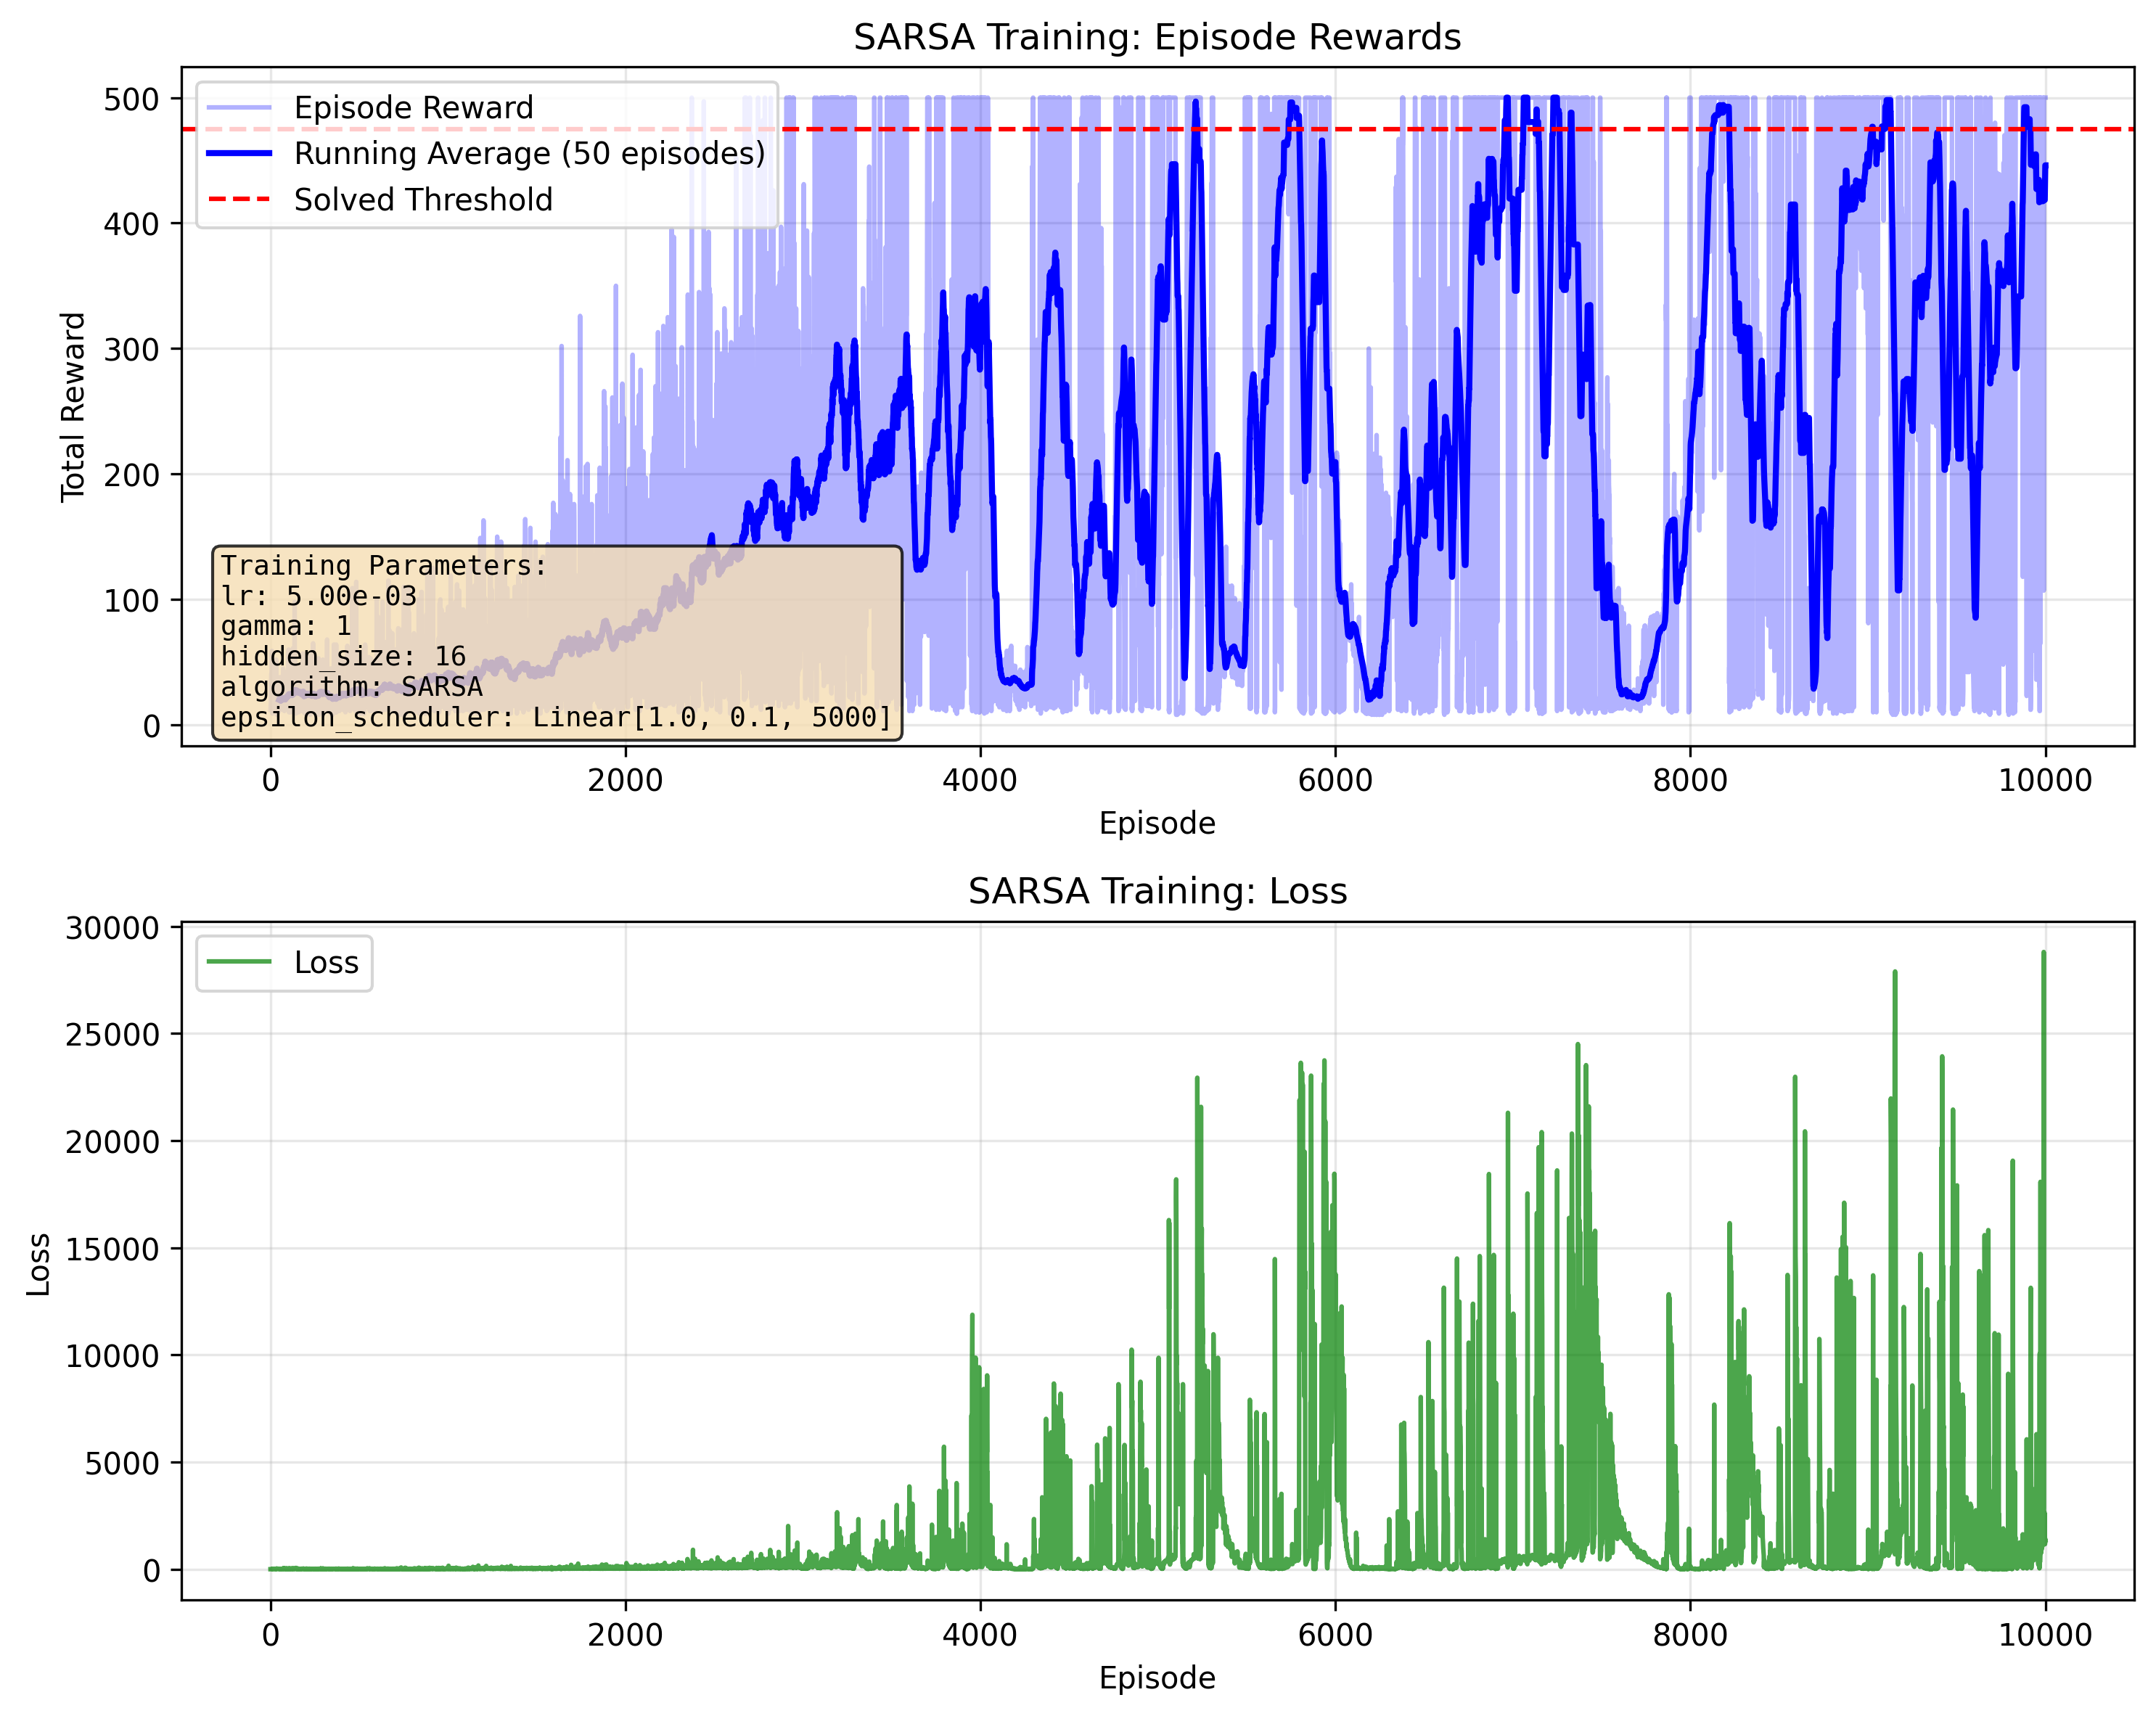 SARSA Training: Episode Rewards
Total Reward
500
400
300
200
100
0
Episode Reward
Running Average (50 episodes)
Solved Threshold
Training Parameters:
lr: 5.00e-03
gamma: 1
hidden_size: 16
algorithm: SARSA
epsilon_scheduler: Linear[1.0, 0.1, 5000]
0 2000 4000 6000 8000 10000
Episode
SARSA Training: Loss
Loss
30000
25000
20000
15000
10000
5000
0
Loss
0 2000 4000 6000 8000 10000
Episode